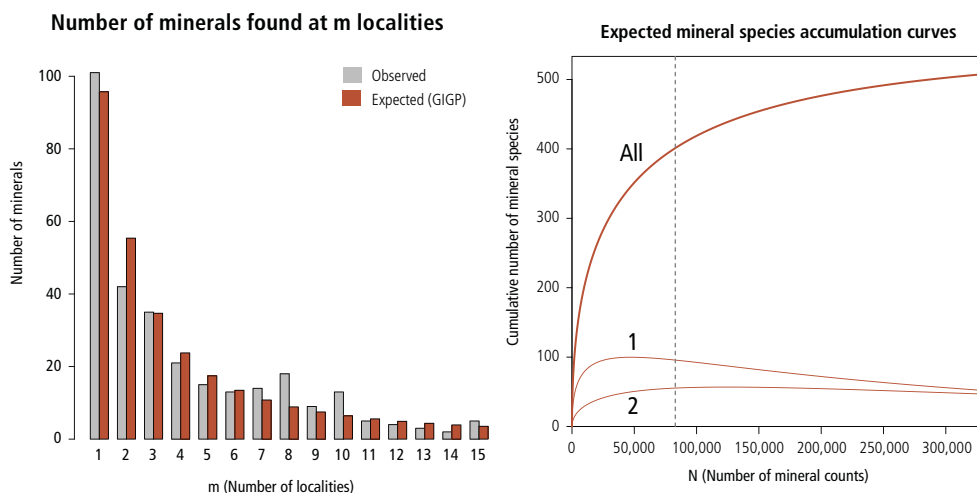 Number of minerals found at m localities
Observed
Expected (GIGP)
Number of minerals
100
80
60
40
20
0
1 2 3 4 5 6 7 8 9 10 11 12 13 14 15
m (Number of localities)
Expected mineral species accumulation curves
Cumulative number of mineral species
500
400
300
200
100
0
All
1
2
0 50,000 100,000 150,000 200,000 250,000 300,000
N (Number of mineral counts)